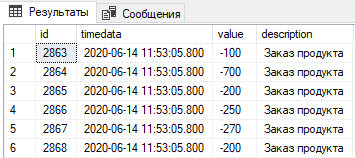 Результаты Сообщения
id timedata value description
1 2863 2020-06-14 11:53:05.800 -100 Заказ продукта
2 2864 2020-06-14 11:53:05.800 -700 Заказ продукта
3 2865 2020-06-14 11:53:05.800 -200 Заказ продукта
4 2866 2020-06-14 11:53:05.800 -250 Заказ продукта
5 2867 2020-06-14 11:53:05.800 -270 Заказ продукта
6 2868 2020-06-14 11:53:05.800 -200 Заказ продукта